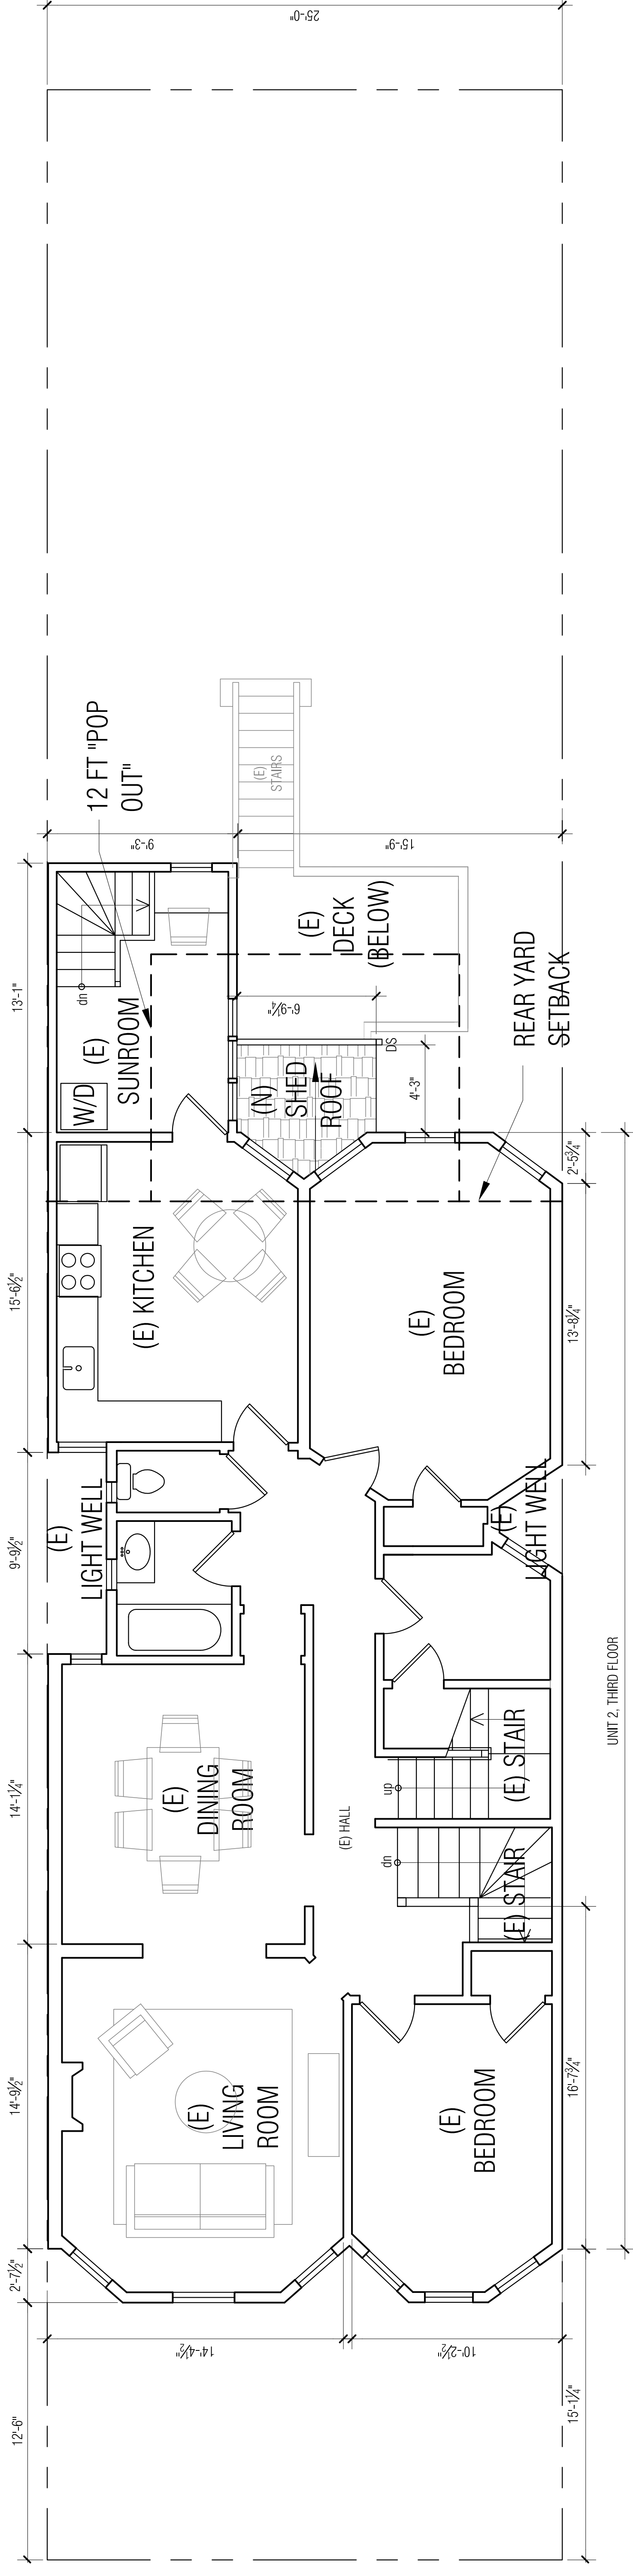 25'-0"
12 FT "POP
OUT"
(E)
STAIRS
9'-3"
15'-9"
13'-1"
dn
(E)
SUNROOM
W/D
(E)
DECK
(BELOW)
6'-9¼"
(N)
SHED
ROOF
DS
4'-3"
REAR YARD
SETBACK
2'-5¾"
15'-6½"
(E) KITCHEN
(E)
BEDROOM
13'-8¼"
(E)
LIGHT WELL
9'-9½"
(E)
LIGHT WELL
14'-1¼"
(E)
DINING
ROOM
(E) HALL
up
(E) STAIR
dn
(E) STAIR
UNIT 2, THIRD FLOOR
14'-9½"
(E)
LIVING
ROOM
(E)
BEDROOM
16'-7¾"
2'-7½"
14'-4½"
10'-2½"
12'-6"
15'-1¼"